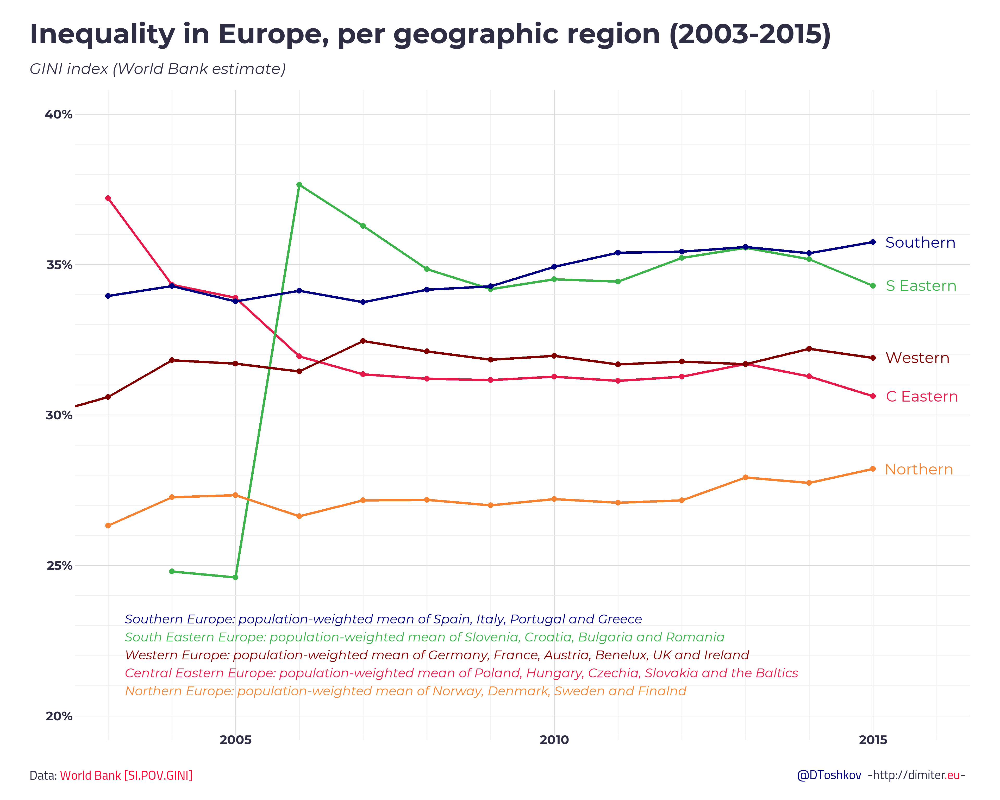 Inequality in Europe, per geographic region (2003-2015)
GINI index (World Bank estimate)
40%
35%
30%
25%
20%
Southern
S Eastern
Western
C Eastern
Northern
Southern Europe: population-weighted mean of Spain, Italy, Portugal and Greece
South Eastern Europe: population-weighted mean of Slovenia, Croatia, Bulgaria and Romania
Western Europe: population-weighted mean of Germany, France, Austria, Benelux, UK and Ireland
Central Eastern Europe: population-weighted mean of Poland, Hungary, Czechia, Slovakia and the Baltics
Northern Europe: population-weighted mean of Norway, Denmark, Sweden and Finalnd
2005 2010 2015
Data: World Bank [SI.POV.GINI]
@DToshkov -http://dimiter.eu-